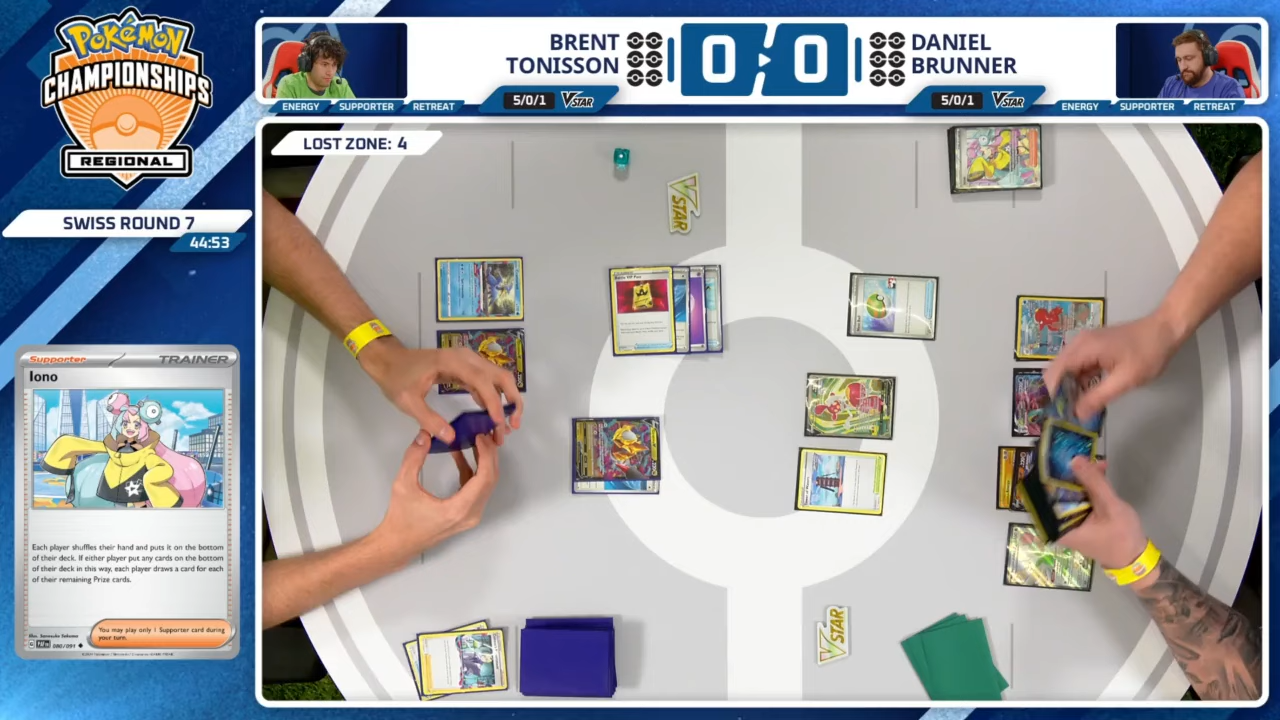 Pokémon
CHAMPIONSHIPS
REGIONAL
SWISS ROUND 7
44:53
BRENT
TONISSON
0
0
DANIEL
BRUNNER
ENERGY
SUPPORTER
RETREAT
5/0/1
VSTAR
5/0/1
VSTAR
ENERGY
SUPPORTER
RETREAT
LOST ZONE: 4
VSTAR
VSTAR
Supporter
TRAINER
Iono
Each player shuffles their hand and puts it on the bottom
of their deck. If either player put any cards on the bottom
of their deck in this way, each player draws a card for each
of their remaining Prize cards.
You may play only 1 Supporter card during
your turn.